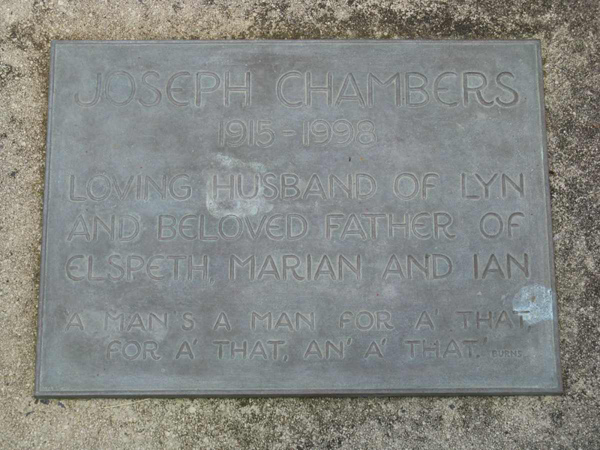 JOSEPH CHAMBERS
1915-1998
LOVING HUSBAND OF LYN
AND BELOVED FATHER OF
ELSPETH, MARIAN AND IAN
'A MAN'S A MAN FOR A' THAT,
FOR A' THAT, AN' A' THAT.' BURNS